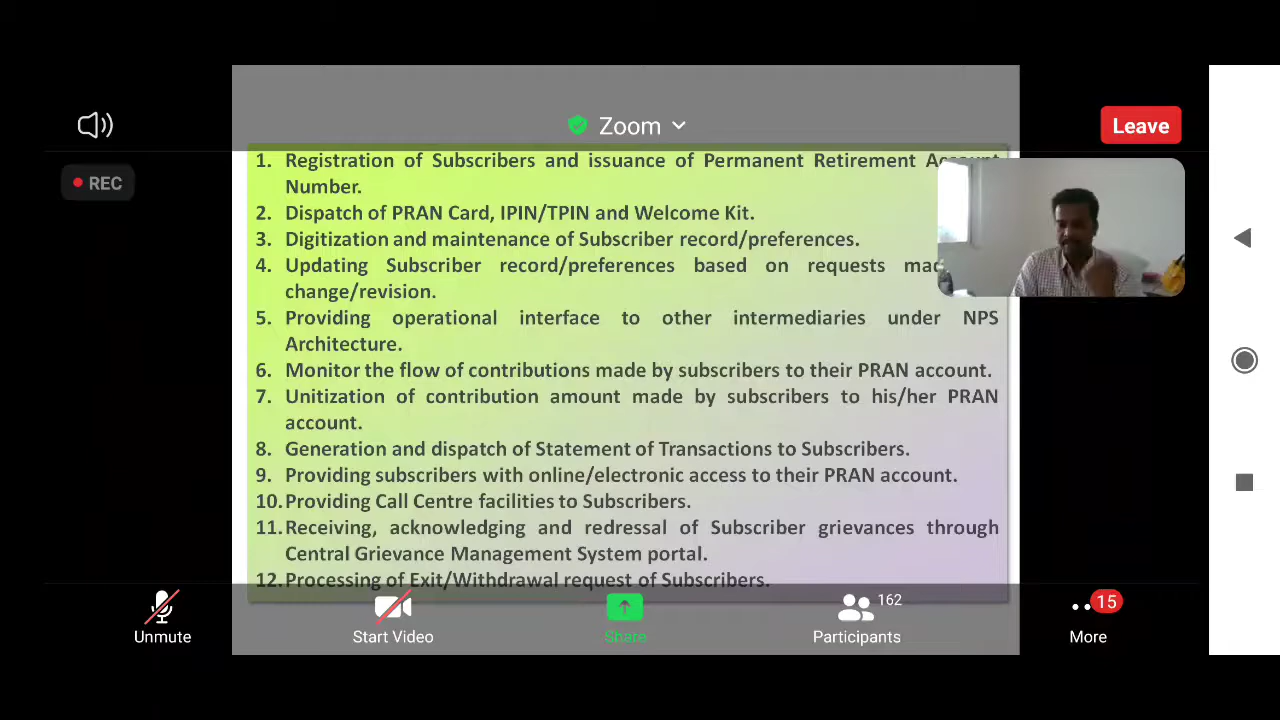 Zoom
Leave
REC
1. Registration of Subscribers and issuance of Permanent Retirement Account
Number.
2. Dispatch of PRAN Card, IPIN/TPIN and Welcome Kit.
3. Digitization and maintenance of Subscriber record/preferences.
4. Updating Subscriber record/preferences based on requests
change/revision.
5. Providing operational interface to other intermediaries under NPS
Architecture.
6. Monitor the flow of contributions made by subscribers to their PRAN account.
7. Unitization of contribution amount made by subscribers to his/her PRAN
account.
8. Generation and dispatch of Statement of Transactions to Subscribers.
9. Providing subscribers with online/electronic access to their PRAN account.
10. Providing Call Centre facilities to Subscribers.
11. Receiving, acknowledging and redressal of Subscriber grievances through
Central Grievance Management System portal.
12. Processing of Exit/Withdrawal request of Subscribers.
162
15
Unmute
Start Video
Share
Participants
More